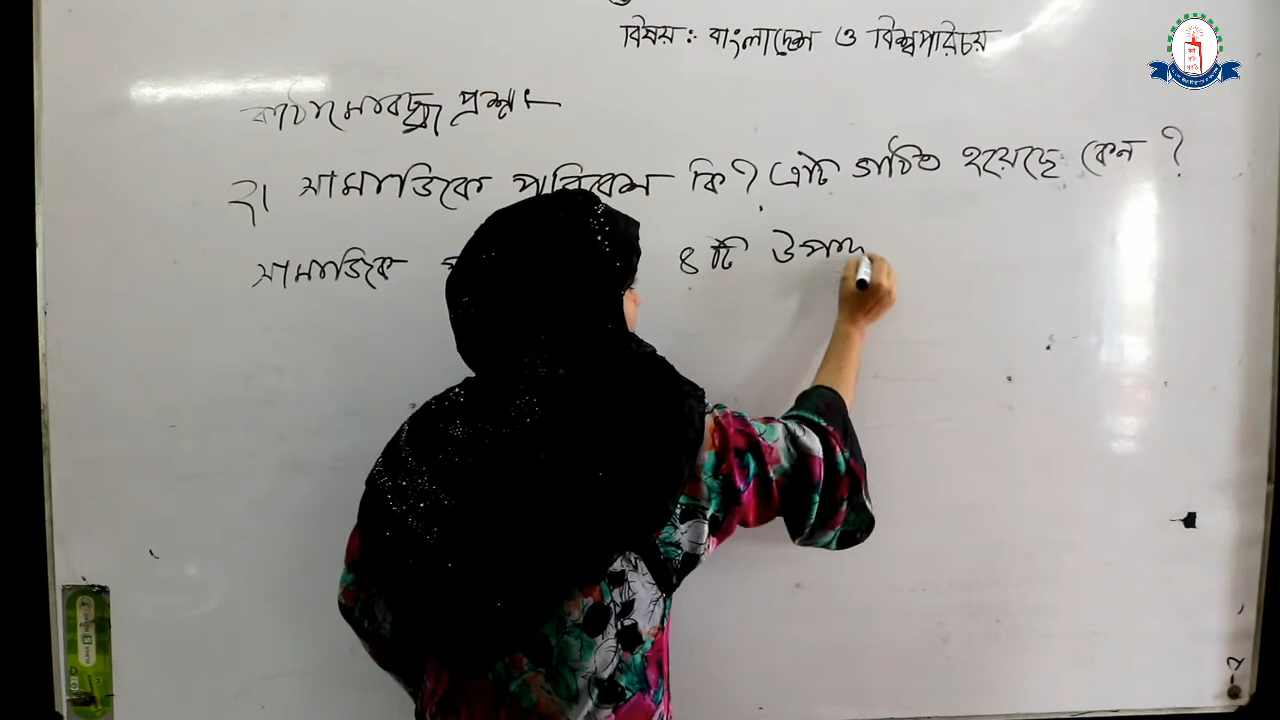 বিষয়: বাংলাদেশ ও বিশ্বপরিচয়
কাঠামোবদ্ধ প্রশ্ন:-
২। সামাজিক পরিবেশ কি? এটি গঠিত হয়েছে কেন?
সামাজিক ৪টি উপাদ